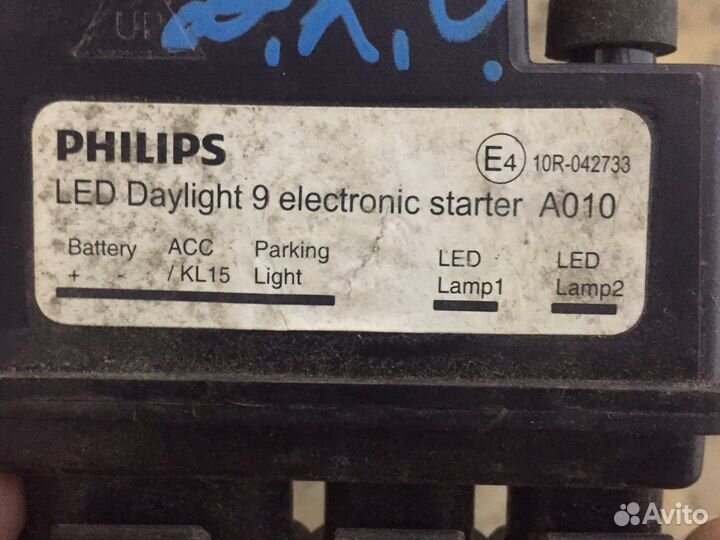 UP
PHILIPS
E4 10R-042733
LED Daylight 9 electronic starter A010
Battery ACC Parking LED LED
+ - / KL15 Light Lamp1 Lamp2
Avito